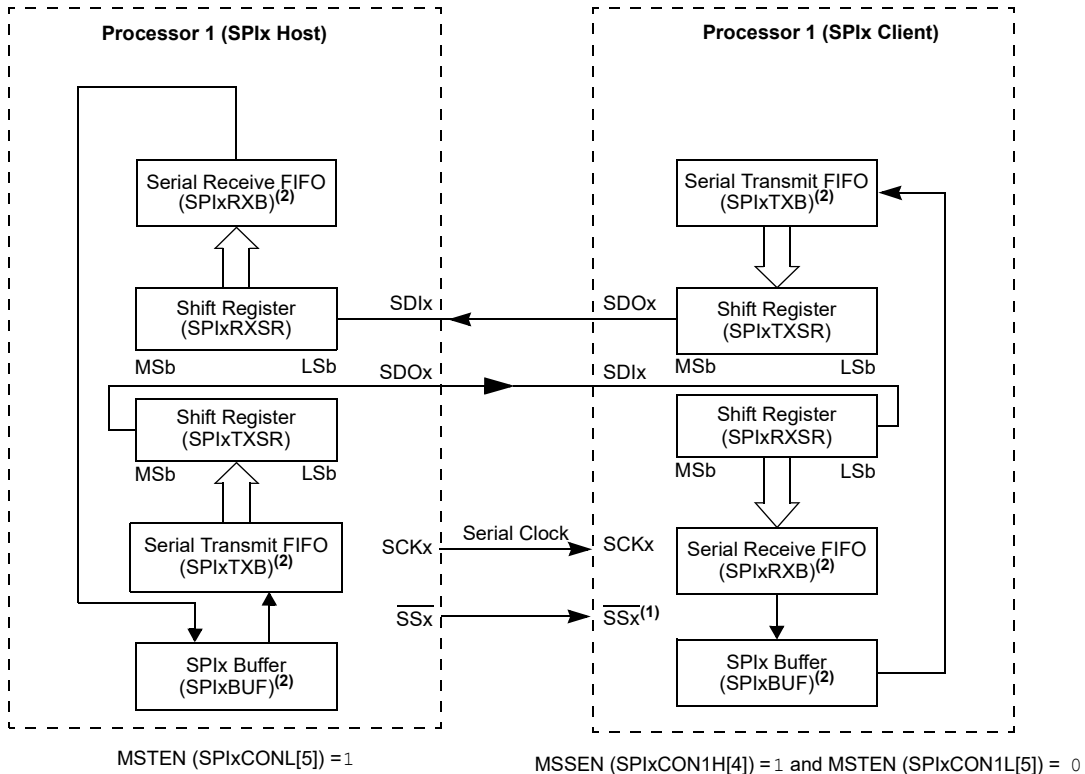 Processor 1 (SPIx Host)
Serial Receive FIFO
(SPIxRXB)(2)
Shift Register
(SPIxRXSR)
MSb
LSb
Shift Register
(SPIxTXSR)
MSb
LSb
Serial Transmit FIFO
(SPIxTXB)(2)
SPIx Buffer
(SPIxBUF)(2)
MSTEN (SPIxCONL[5]) =1
SDIx
SDOx
SDOx
SDIx
SCKx
Serial Clock
SCKx
SSx
SSx(1)
Processor 1 (SPIx Client)
Serial Transmit FIFO
(SPIxTXB)(2)
Shift Register
(SPIxTXSR)
MSb
LSb
Shift Register
(SPIxRXSR)
MSb
LSb
Serial Receive FIFO
(SPIxRXB)(2)
SPIx Buffer
(SPIxBUF)(2)
MSSEN (SPIxCON1H[4]) =1 and MSTEN (SPIxCON1L[5]) = 0